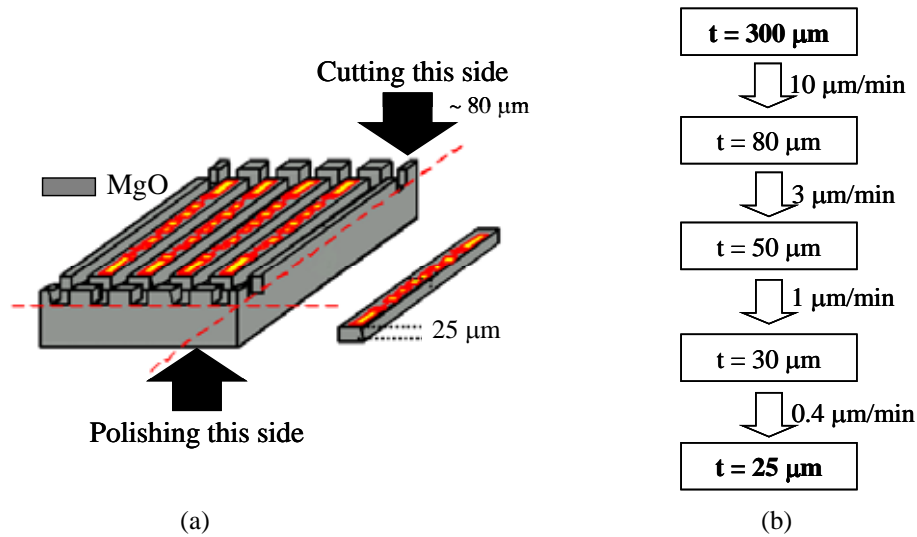 Cutting this side
~ 80 μm
MgO
25 μm
Polishing this side
(a)
t = 300 μm
10 μm/min
t = 80 μm
3 μm/min
t = 50 μm
1 μm/min
t = 30 μm
0.4 μm/min
t = 25 μm
(b)